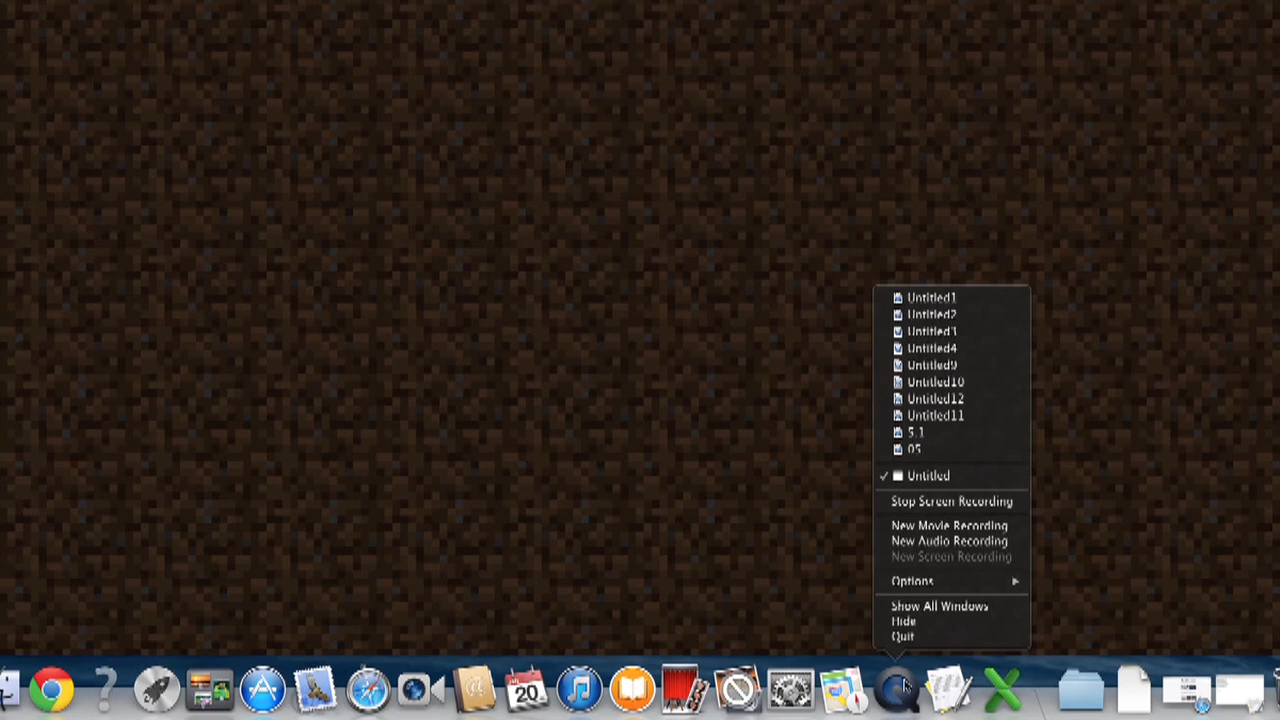 Untitled1
Untitled2
Untitled3
Untitled4
Untitled9
Untitled10
Untitled12
Untitled11
5.1
05
Untitled
Stop Screen Recording
New Movie Recording
New Audio Recording
New Screen Recording
Options
Show All Windows
Hide
Quit
JUL
20